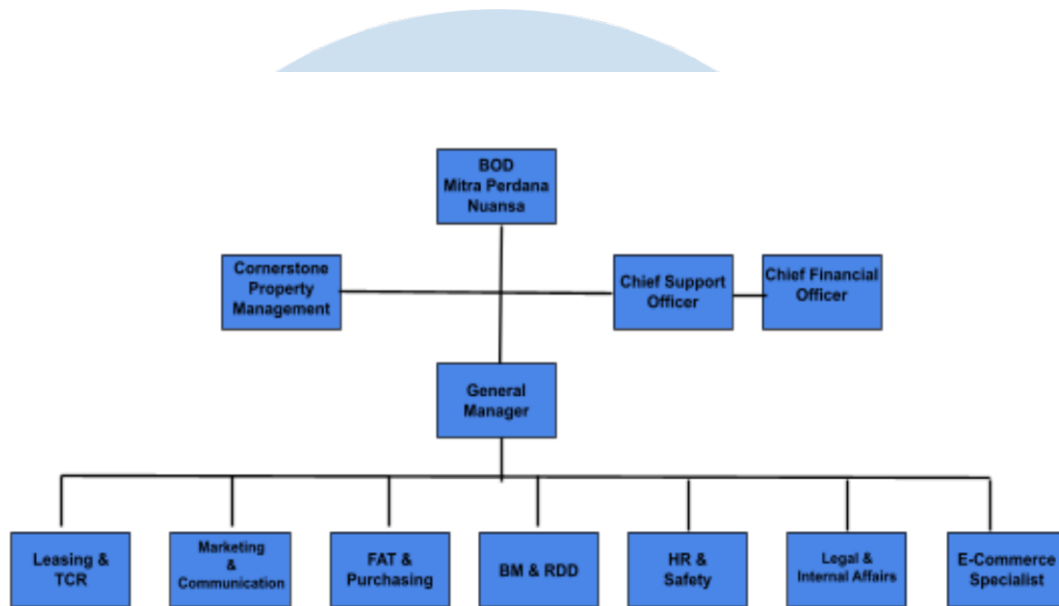 BOD
Mitra Perdana
Nuansa
Cornerstone
Property
Management
Chief Support
Officer
Chief Financial
Officer
General
Manager
Leasing &
TCR
Marketing
&
Communication
FAT &
Purchasing
BM & RDD
HR &
Safety
Legal &
Internal Affairs
E-Commerce
Specialist